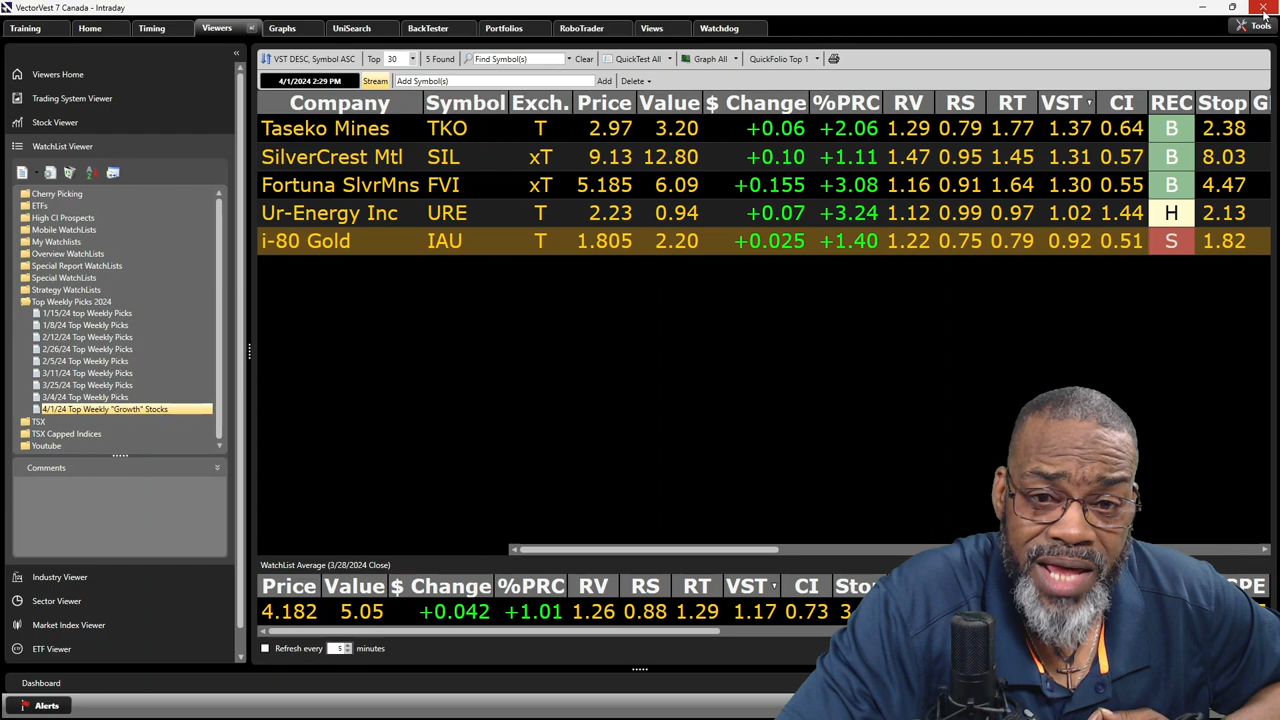 VectorVest 7 Canada - Intraday
Training Home Timing Viewers Graphs UniSearch BackTester Portfolios RoboTrader Views Watchdog Tools
Viewers Home
Trading System Viewer
Stock Viewer
WatchList Viewer
Cherry Picking
ETFs
High CI Prospects
Mobile WatchLists
My Watchlists
Overview WatchLists
Special Report WatchLists
Special WatchLists
Strategy WatchLists
Top Weekly Picks 2024
1/15/24 top Weekly Picks
1/8/24 Top Weekly Picks
2/12/24 Top Weekly Picks
2/26/24 Top Weekly Picks
2/5/24 Top Weekly Picks
3/11/24 Top Weekly Picks
3/25/24 Top Weekly Picks
3/4/24 Top Weekly Picks
4/1/24 Top Weekly "Growth" Stocks
TSX
TSX Capped Indices
Youtube
Comments
Industry Viewer
Sector Viewer
Market Index Viewer
ETF Viewer
VST DESC, Symbol ASC Top 30 5 Found Find Symbol(s) Clear QuickTest All Graph All QuickFolio Top 1
4/1/2024 2:29 PM Stream Add Symbol(s) Add Delete
Company Symbol Exch. Price Value $ Change %PRC RV RS RT VST CI REC Stop G
Taseko Mines TKO T 2.97 3.20 +0.06 +2.06 1.29 0.79 1.77 1.37 0.64 B 2.38
SilverCrest Mtl SIL xT 9.13 12.80 +0.10 +1.11 1.47 0.95 1.45 1.31 0.57 B 8.03
Fortuna SlvrMns FVI xT 5.185 6.09 +0.155 +3.08 1.16 0.91 1.64 1.30 0.55 B 4.47
Ur-Energy Inc URE T 2.23 0.94 +0.07 +3.24 1.12 0.99 0.97 1.02 1.44 H 2.13
i-80 Gold IAU T 1.805 2.20 +0.025 +1.40 1.22 0.75 0.79 0.92 0.51 S 1.82
WatchList Average (3/28/2024 Close)
Price Value $ Change %PRC RV RS RT VST CI Sto PE
4.182 5.05 +0.042 +1.01 1.26 0.88 1.29 1.17 0.73 3
Refresh every 5 minutes
Dashboard
Alerts